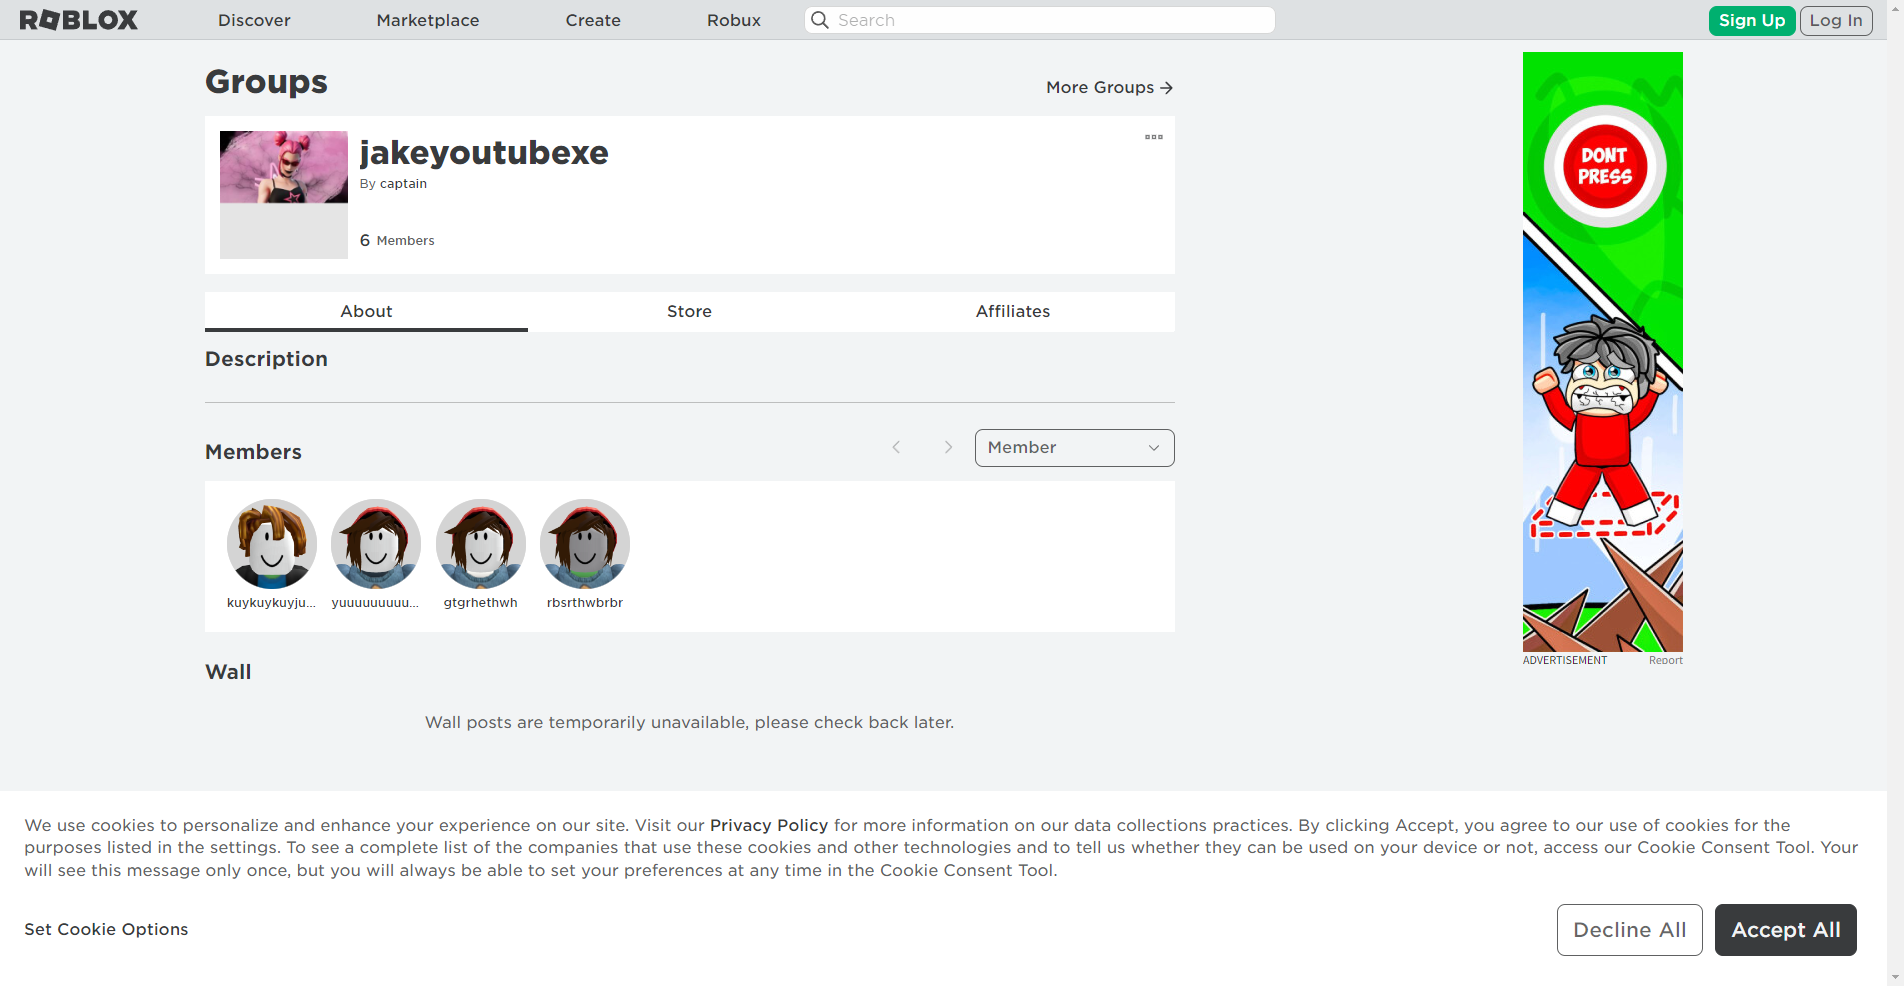 ROBLOX
Discover
Marketplace
Create
Robux
Search
Sign Up
Log In
Groups
More Groups
jakeyoutubexe
By captain
6 Members
About
Store
Affiliates
Description
Members
Member
kuykuykuyju...
yuuuuuuuuu...
gtgrhethwh
rbsrthwbrbr
Wall
Wall posts are temporarily unavailable, please check back later.
DONT
PRESS
ADVERTISEMENT
Report
We use cookies to personalize and enhance your experience on our site. Visit our Privacy Policy for more information on our data collections practices. By clicking Accept, you agree to our use of cookies for the
purposes listed in the settings. To see a complete list of the companies that use these cookies and other technologies and to tell us whether they can be used on your device or not, access our Cookie Consent Tool. Your
will see this message only once, but you will always be able to set your preferences at any time in the Cookie Consent Tool.
Set Cookie Options
Decline All
Accept All